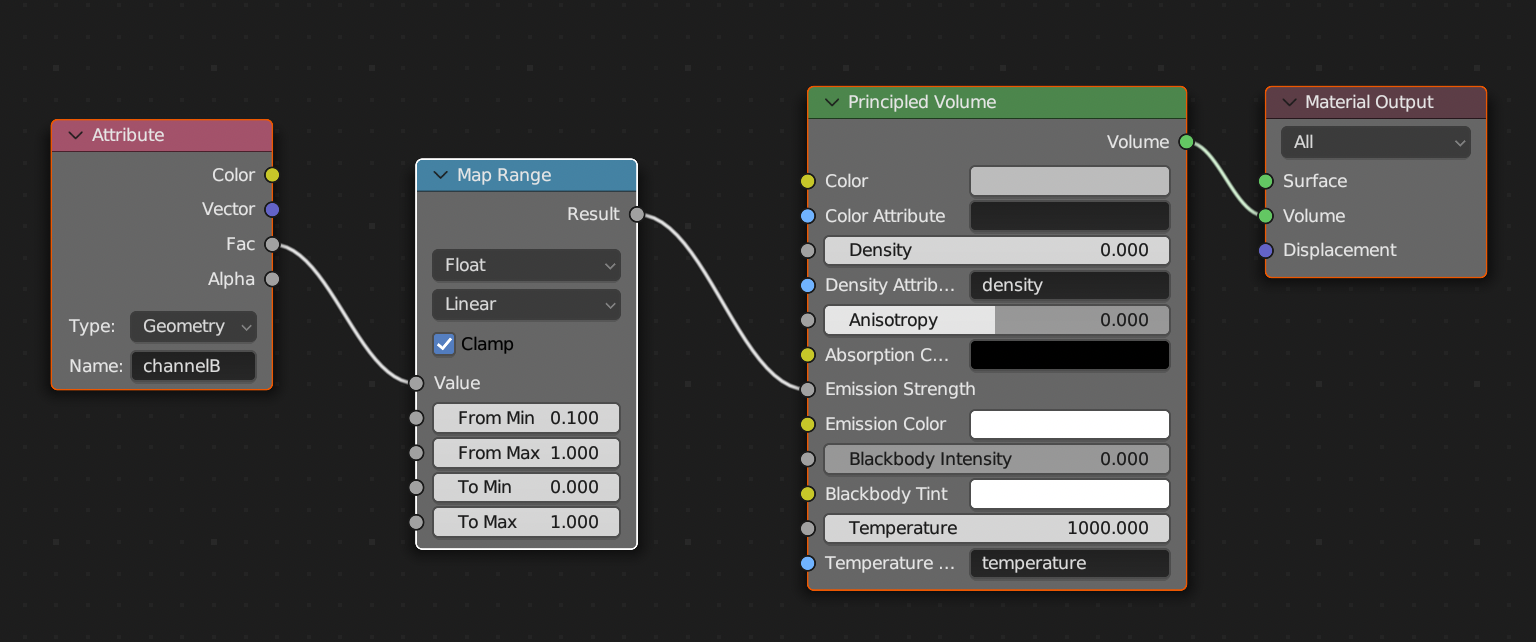 Attribute
Color
Vector
Fac
Alpha
Type: Geometry
Name: channelB
Map Range
Result
Float
Linear
Clamp
Value
From Min 0.100
From Max 1.000
To Min 0.000
To Max 1.000
Principled Volume
Volume
Color
Color Attribute
Density 0.000
Density Attrib... density
Anisotropy 0.000
Absorption C...
Emission Strength
Emission Color
Blackbody Intensity 0.000
Blackbody Tint
Temperature 1000.000
Temperature ... temperature
Material Output
All
Surface
Volume
Displacement